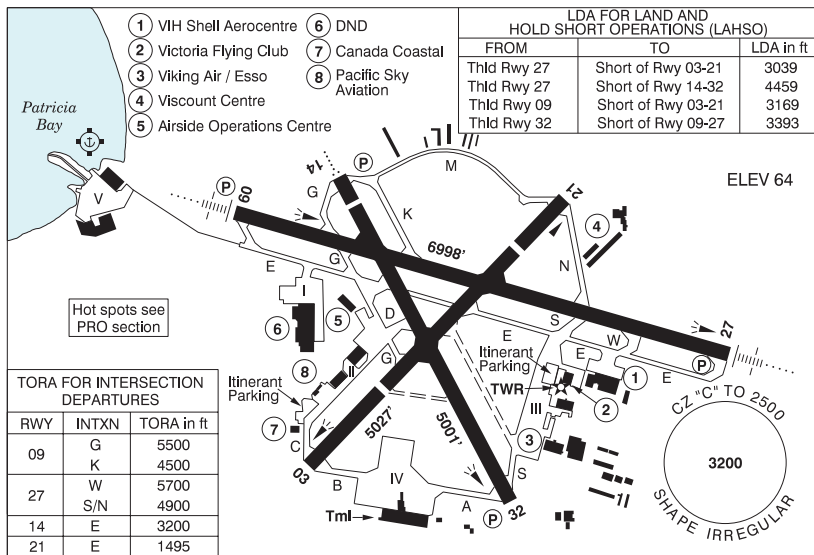 1 VIH Shell Aerocentre
2 Victoria Flying Club
3 Viking Air / Esso
4 Viscount Centre
5 Airside Operations Centre
6 DND
7 Canada Coastal
8 Pacific Sky
Aviation
LDA FOR LAND AND
HOLD SHORT OPERATIONS (LAHSO)
FROM TO LDA in ft
Thld Rwy 27 Short of Rwy 03-21 3039
Thld Rwy 27 Short of Rwy 14-32 4459
Thld Rwy 09 Short of Rwy 03-21 3169
Thld Rwy 32 Short of Rwy 09-27 3393
Patricia
Bay
ELEV 64
V
P
09
14
P
G
M
K
21
4
N
6998'
E
G
I
Hot spots see
PRO section
6
5
D
S
W
E
27
P
E
E
Itinerant
Parking
TWR
1
2
III
3
8
II
G
Itinerant
Parking
7
C
03
5027'
5001'
B
IV
A
S
32
P
Tml
CZ "C" TO 2500
3200
SHAPE IRREGULAR
TORA FOR INTERSECTION
DEPARTURES
RWY INTXN TORA in ft
09 G 5500
K 4500
27 W 5700
S/N 4900
14 E 3200
21 E 1495